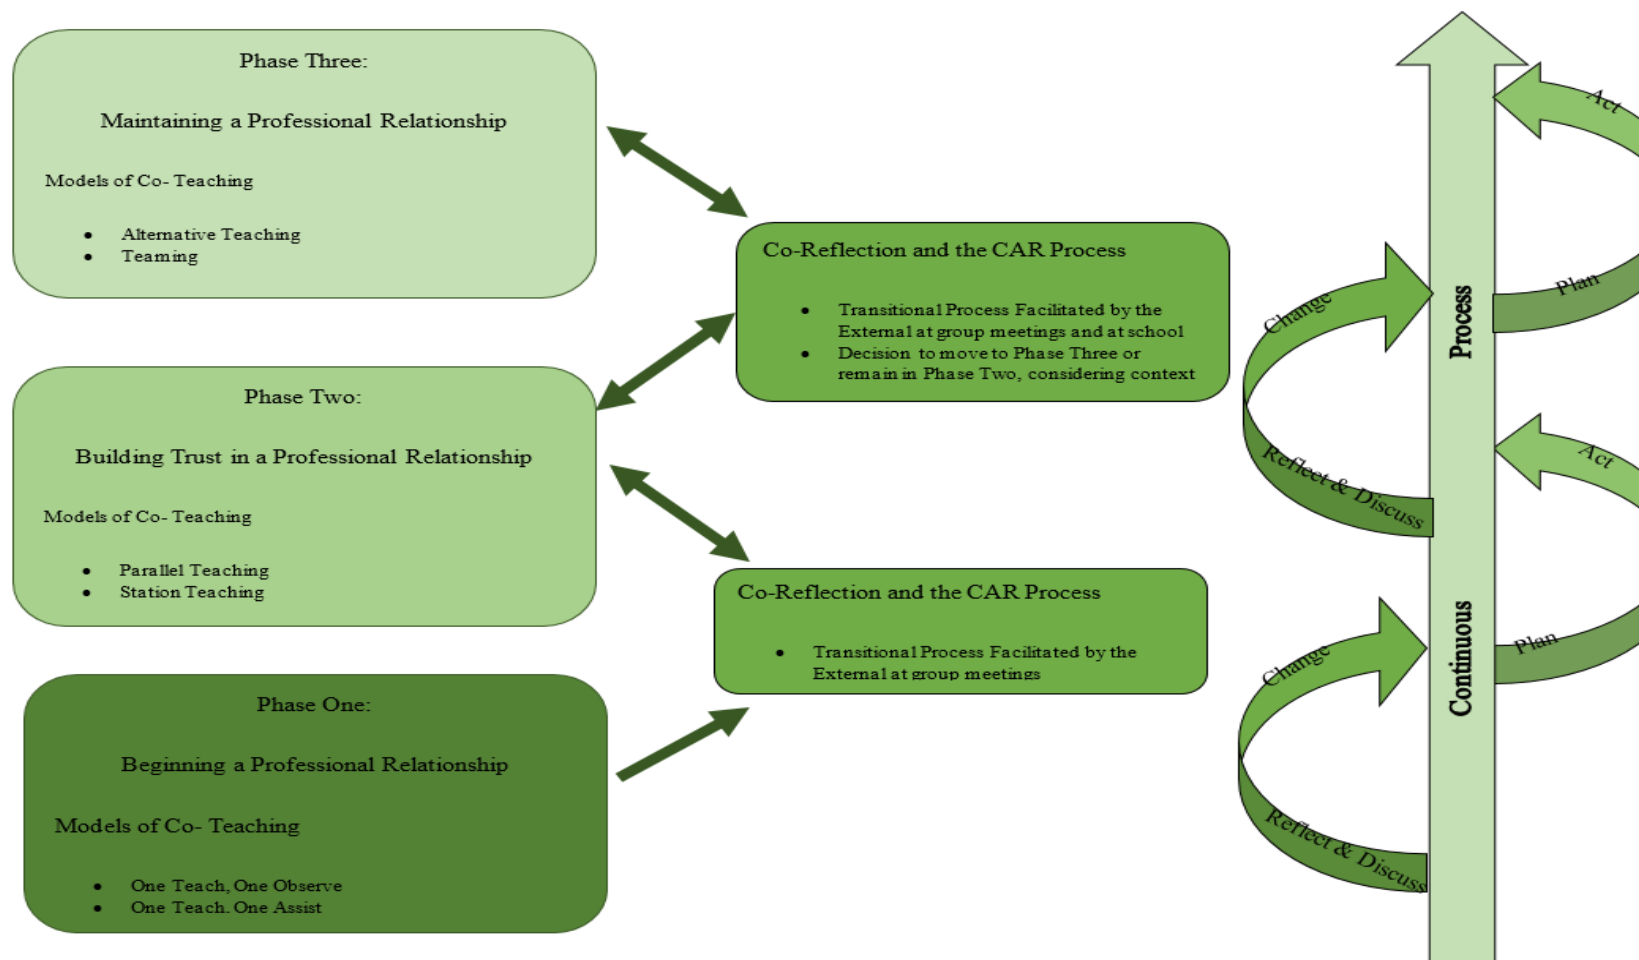 Phase Three:
Maintaining a Professional Relationship
Models of Co- Teaching
• Alternative Teaching
• Teaming
Phase Two:
Building Trust in a Professional Relationship
Models of Co- Teaching
• Parallel Teaching
• Station Teaching
Phase One:
Beginning a Professional Relationship
Models of Co- Teaching
• One Teach, One Observe
• One Teach. One Assist
Co-Reflection and the CAR Process
• Transitional Process Facilitated by the
External at group meetings and at school
• Decision to move to Phase Three or
remain in Phase Two, considering context
Co-Reflection and the CAR Process
• Transitional Process Facilitated by the
External at group meetings
Act
Plan
Change
Reflect & Discuss
Act
Plan
Change
Reflect & Discuss
Continuous Process